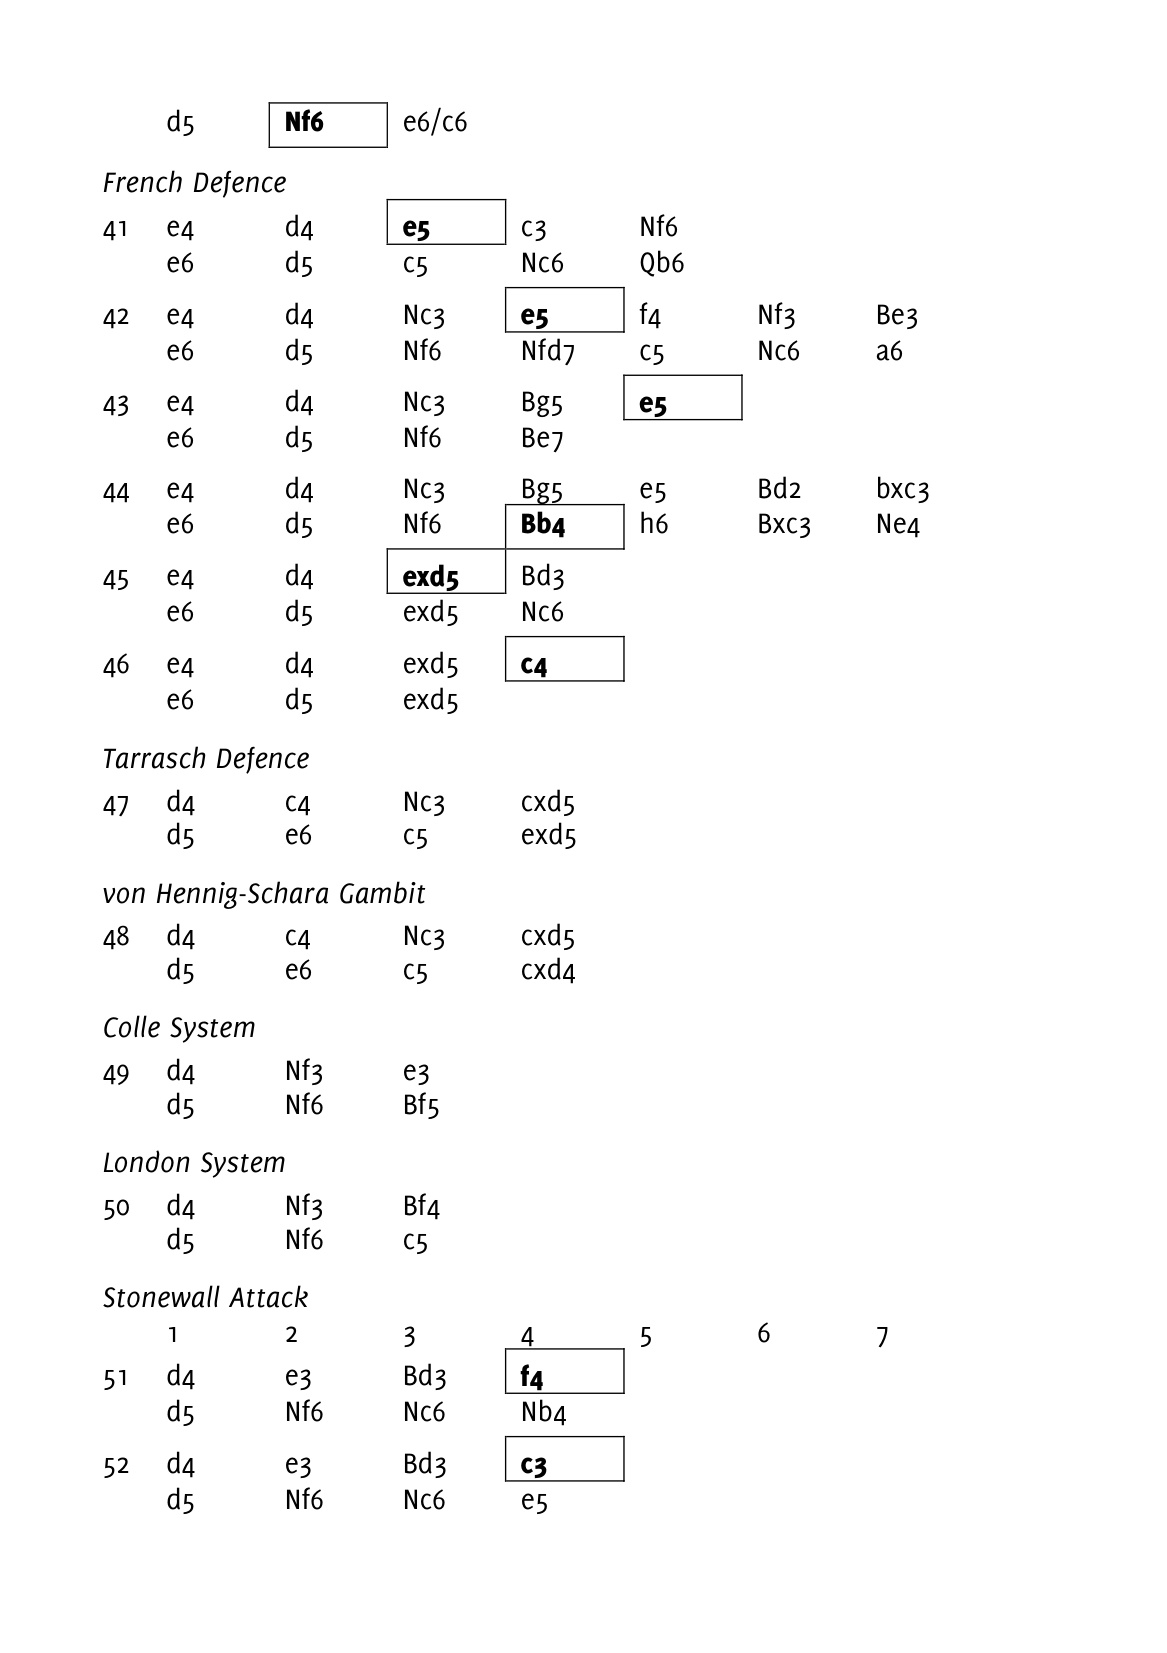 d5 Nf6 e6/c6
French Defence
41 e4 d4 e5 c3 Nf6
e6 d5 c5 Nc6 Qb6
42 e4 d4 Nc3 e5 f4 Nf3 Be3
e6 d5 Nf6 Nfd7 c5 Nc6 a6
43 e4 d4 Nc3 Bg5 e5
e6 d5 Nf6 Be7
44 e4 d4 Nc3 Bg5 e5 Bd2 bxc3
e6 d5 Nf6 Bb4 h6 Bxc3 Ne4
45 e4 d4 exd5 Bd3
e6 d5 exd5 Nc6
46 e4 d4 exd5 c4
e6 d5 exd5
Tarrasch Defence
47 d4 c4 Nc3 cxd5
d5 e6 c5 exd5
von Hennig-Schara Gambit
48 d4 c4 Nc3 cxd5
d5 e6 c5 cxd4
Colle System
49 d4 Nf3 e3
d5 Nf6 Bf5
London System
50 d4 Nf3 Bf4
d5 Nf6 c5
Stonewall Attack
1 2 3 4 5 6 7
51 d4 e3 Bd3 f4
d5 Nf6 Nc6 Nb4
52 d4 e3 Bd3 c3
d5 Nf6 Nc6 e5